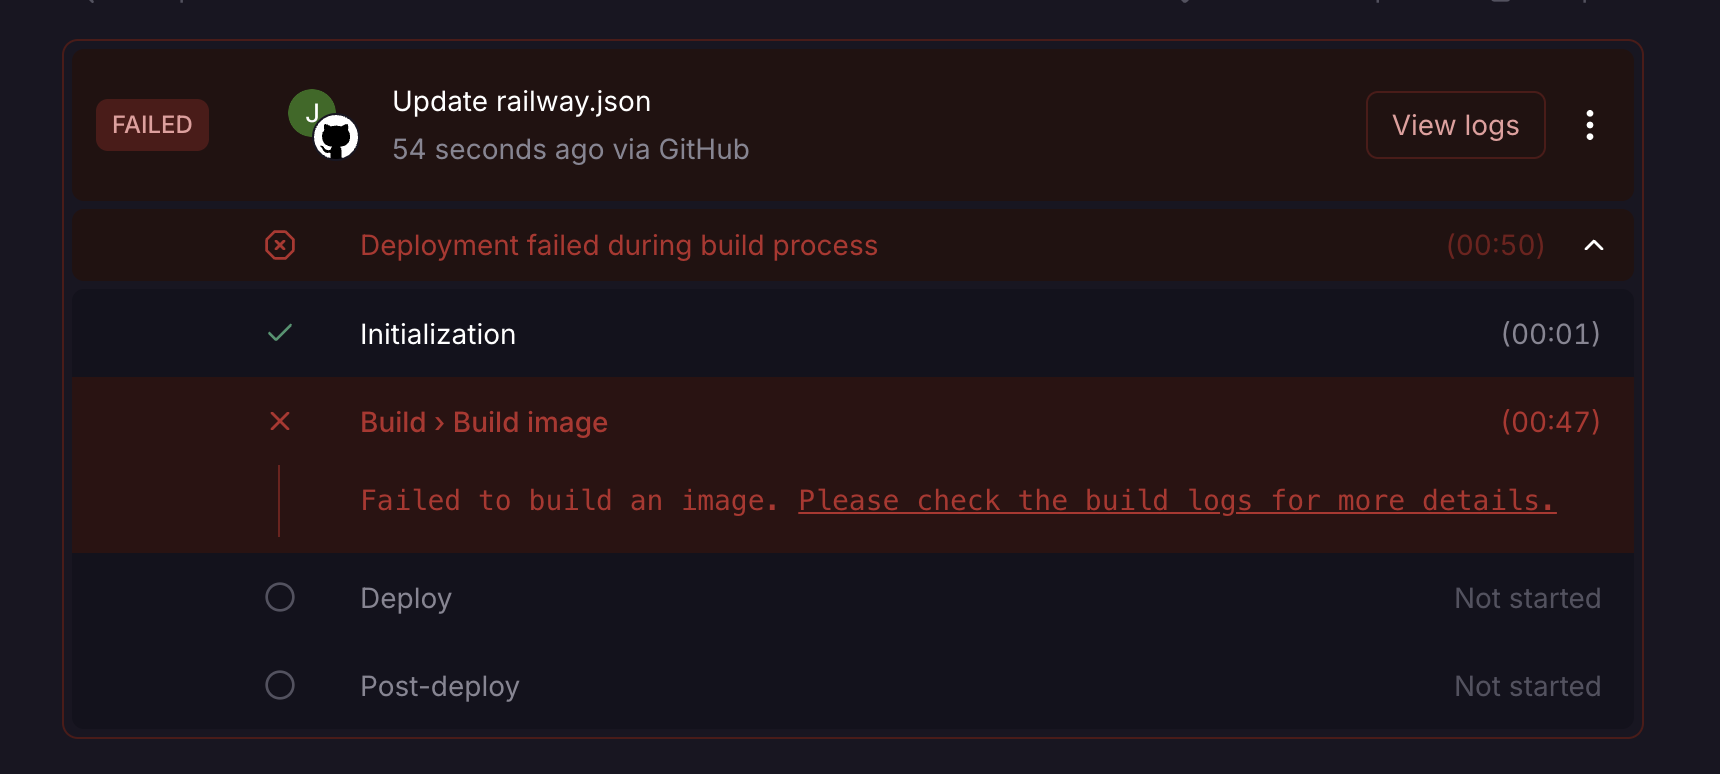 FAILED
J
Update railway.json
54 seconds ago via GitHub
View logs
Deployment failed during build process
(00:50)
Initialization
(00:01)
Build › Build image
(00:47)
Failed to build an image. Please check the build logs for more details.
Deploy
Not started
Post-deploy
Not started